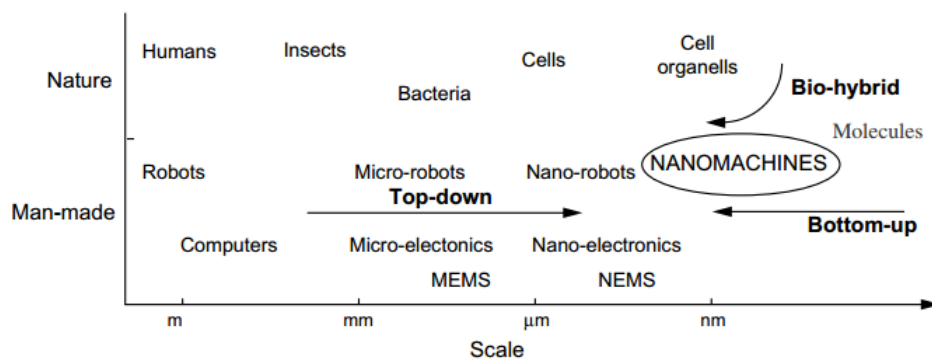 Humans
Insects
Cells
Cell
organells
Nature
Bacteria
Bio-hybrid
Molecules
NANOMACHINES
Robots
Micro-robots
Nano-robots
Top-down
Man-made
Bottom-up
Computers
Micro-electonics
Nano-electronics
MEMS
NEMS
m
mm
μm
nm
Scale